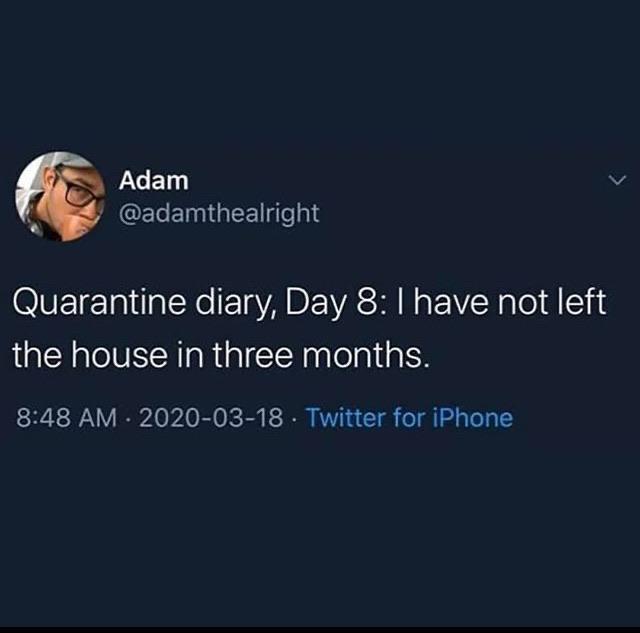 Adam
@adamthealright
Quarantine diary, Day 8: I have not left
the house in three months.
8:48 AM · 2020-03-18 · Twitter for iPhone